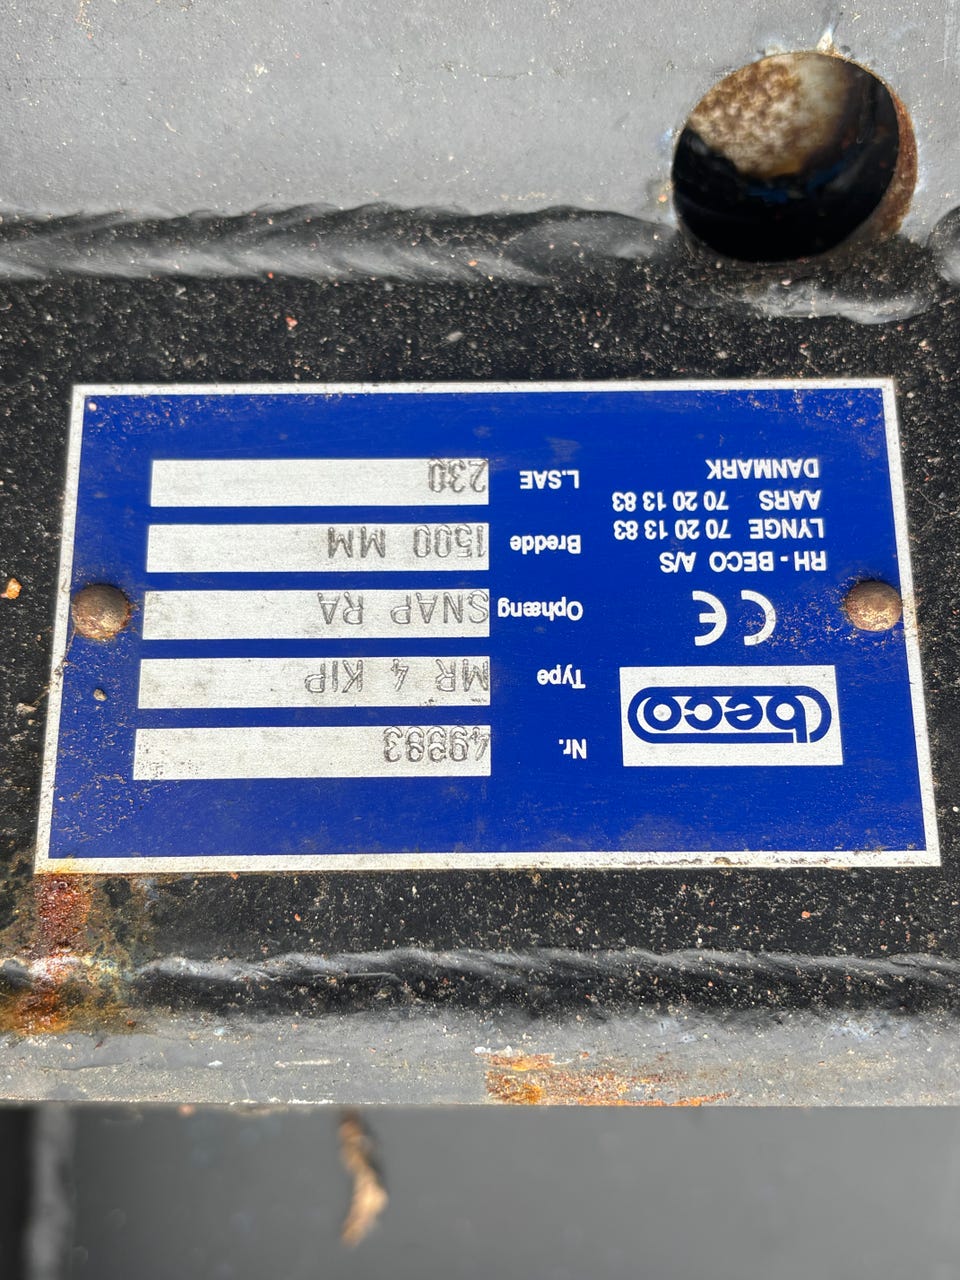 beco
CE
RH - BECO A/S
LYNGE 70 20 13 83
AARS 70 20 13 83
DANMARK
Nr.
Type MR 4 KIP
Ophæng SNAP RA
Bredde 1500 MM
L.SAE 230